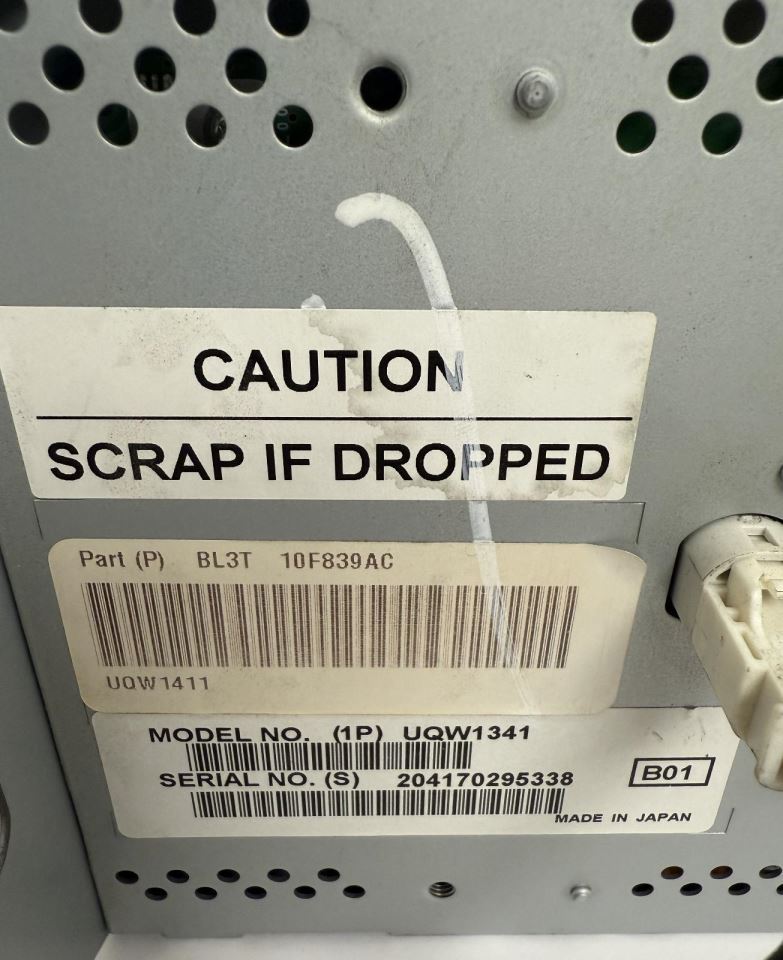 CAUTION
SCRAP IF DROPPED
Part (P) BL3T 10F839AC
UQW1411
MODEL NO. (1P) UQW1341
SERIAL NO. (S) 204170295338
B01
MADE IN JAPAN